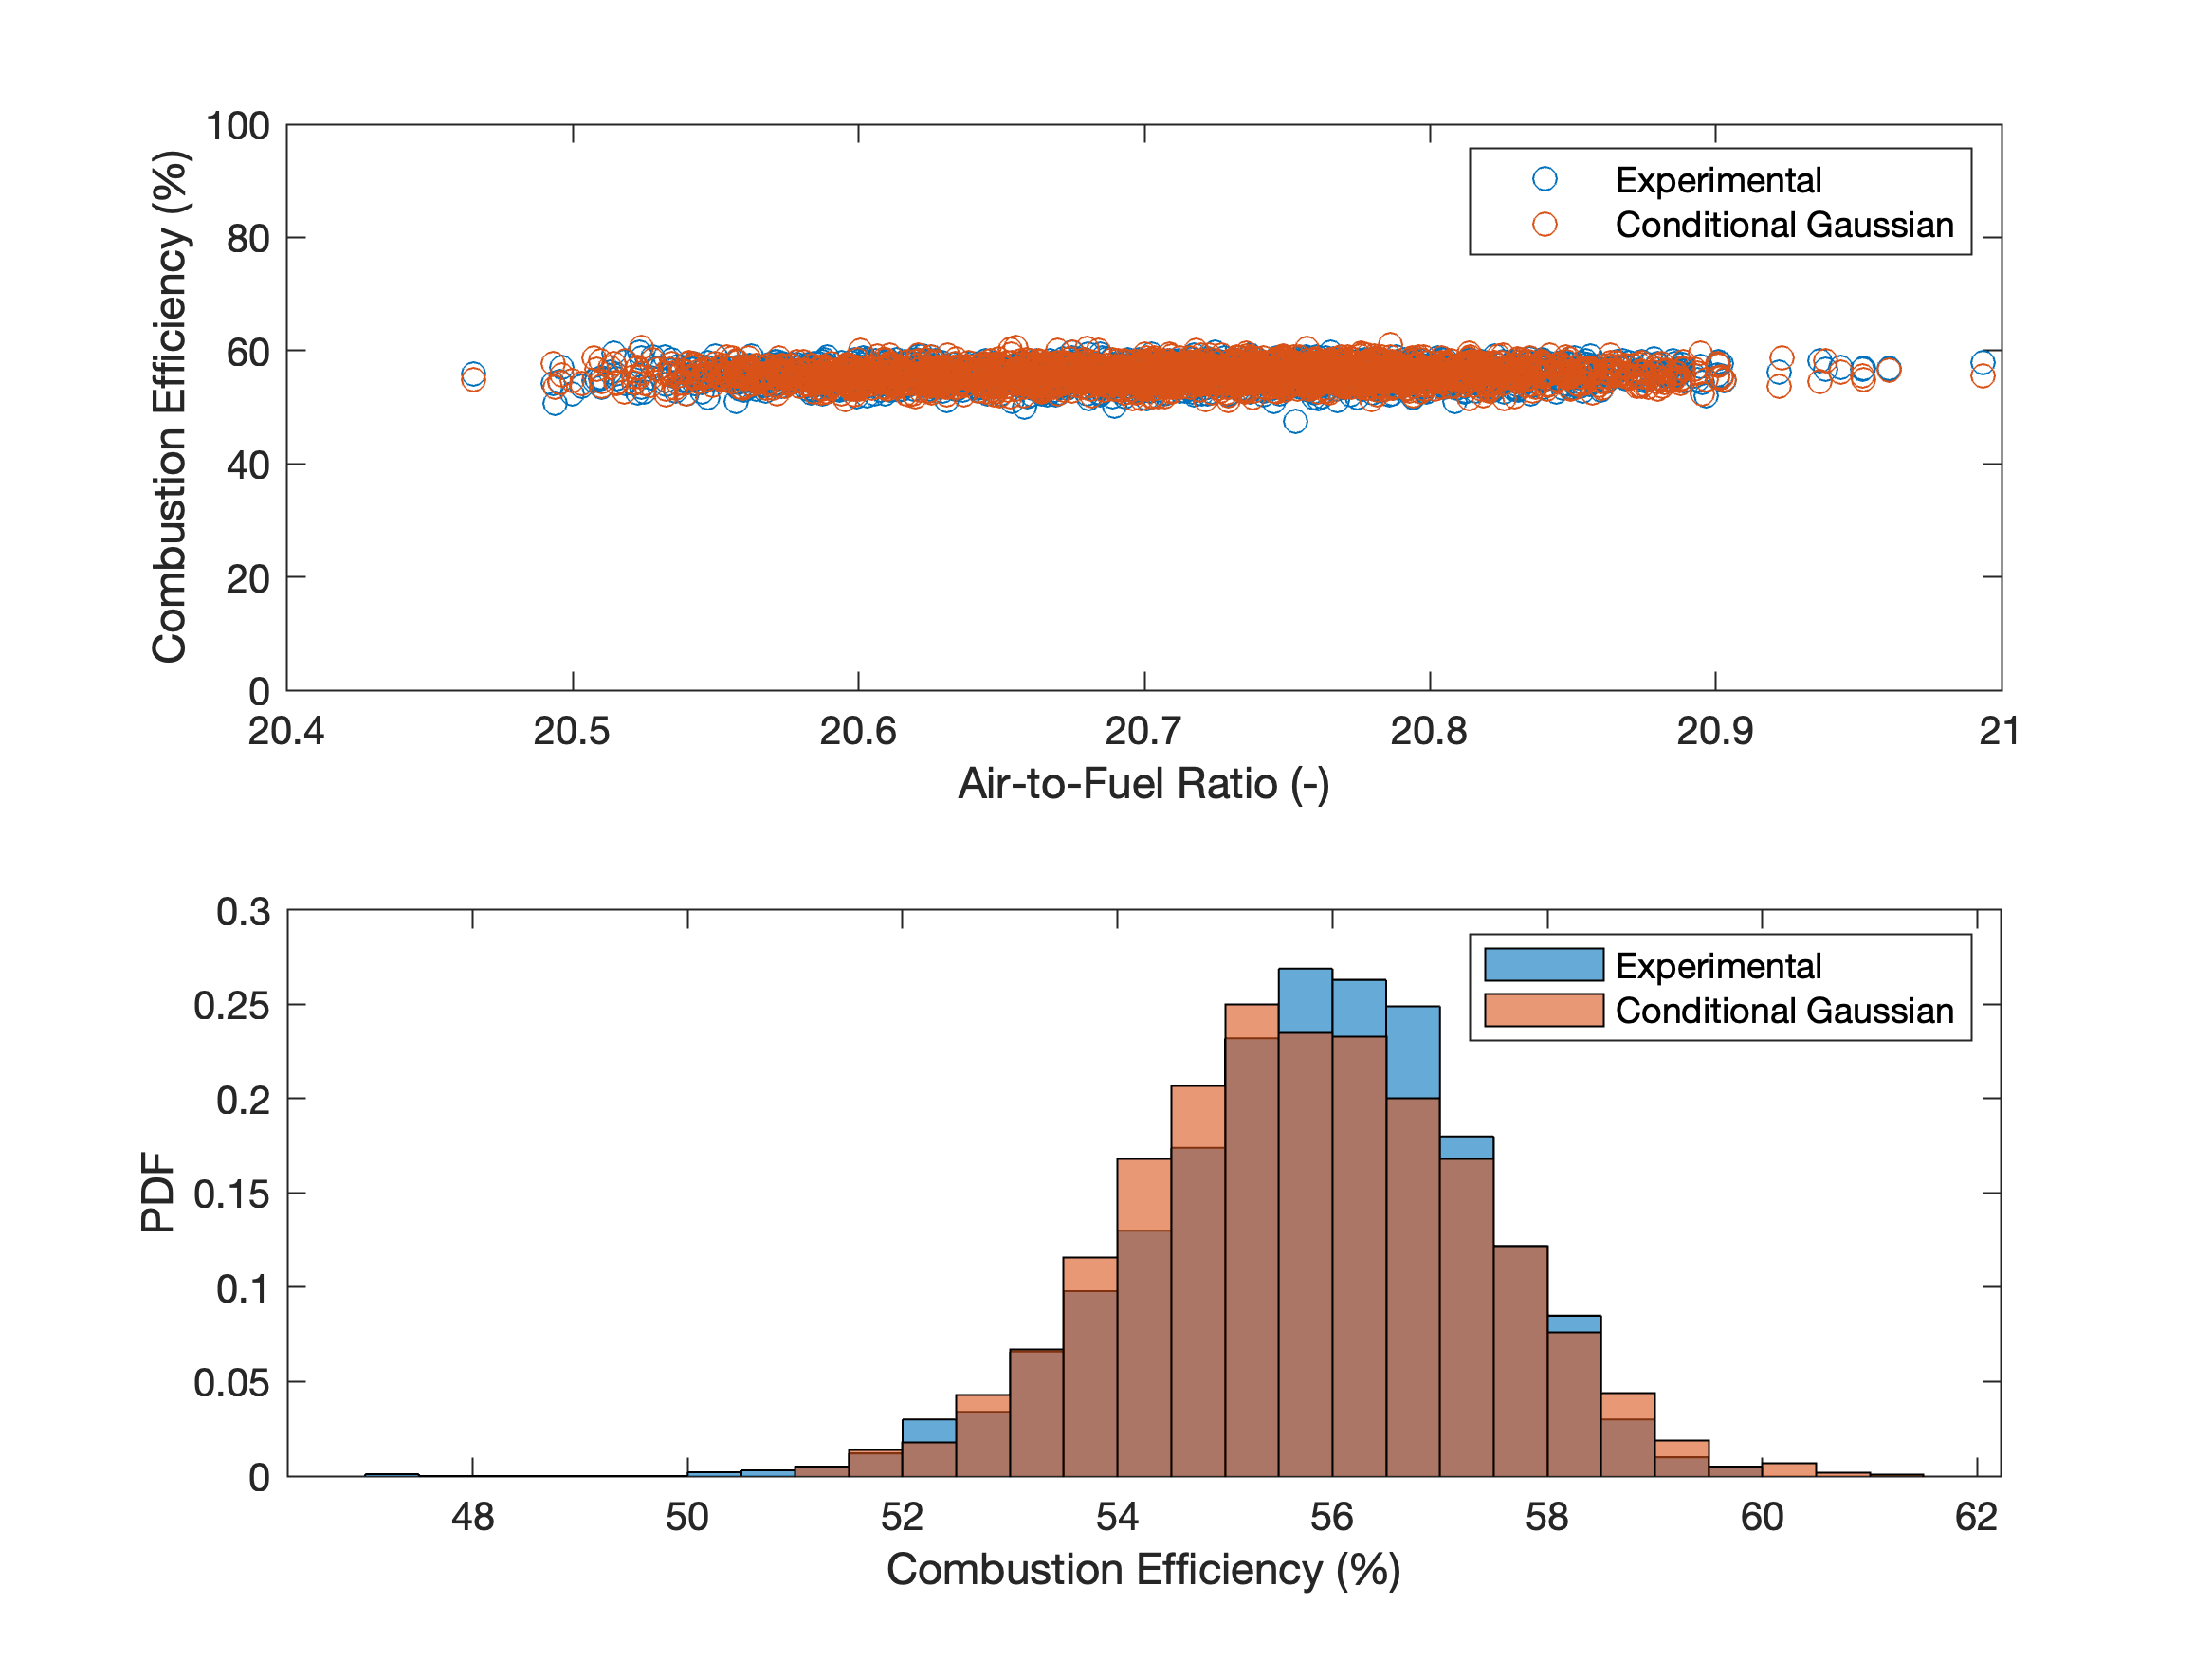 100
80
60
40
20
0
Combustion Efficiency (%)
Experimental
Conditional Gaussian
20.4 20.5 20.6 20.7 20.8 20.9 21
Air-to-Fuel Ratio (-)
0.3
0.25
0.2
0.15
0.1
0.05
0
PDF
Experimental
Conditional Gaussian
48 50 52 54 56 58 60 62
Combustion Efficiency (%)